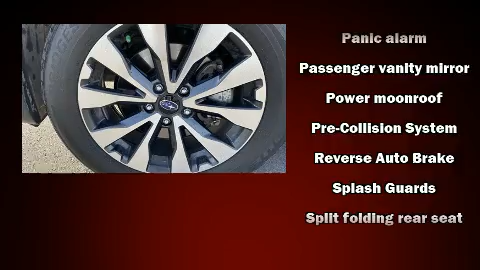 Panic alarm
Passenger vanity mirror
Power moonroof
Pre-Collision System
Reverse Auto Brake
Splash Guards
Split folding rear seat